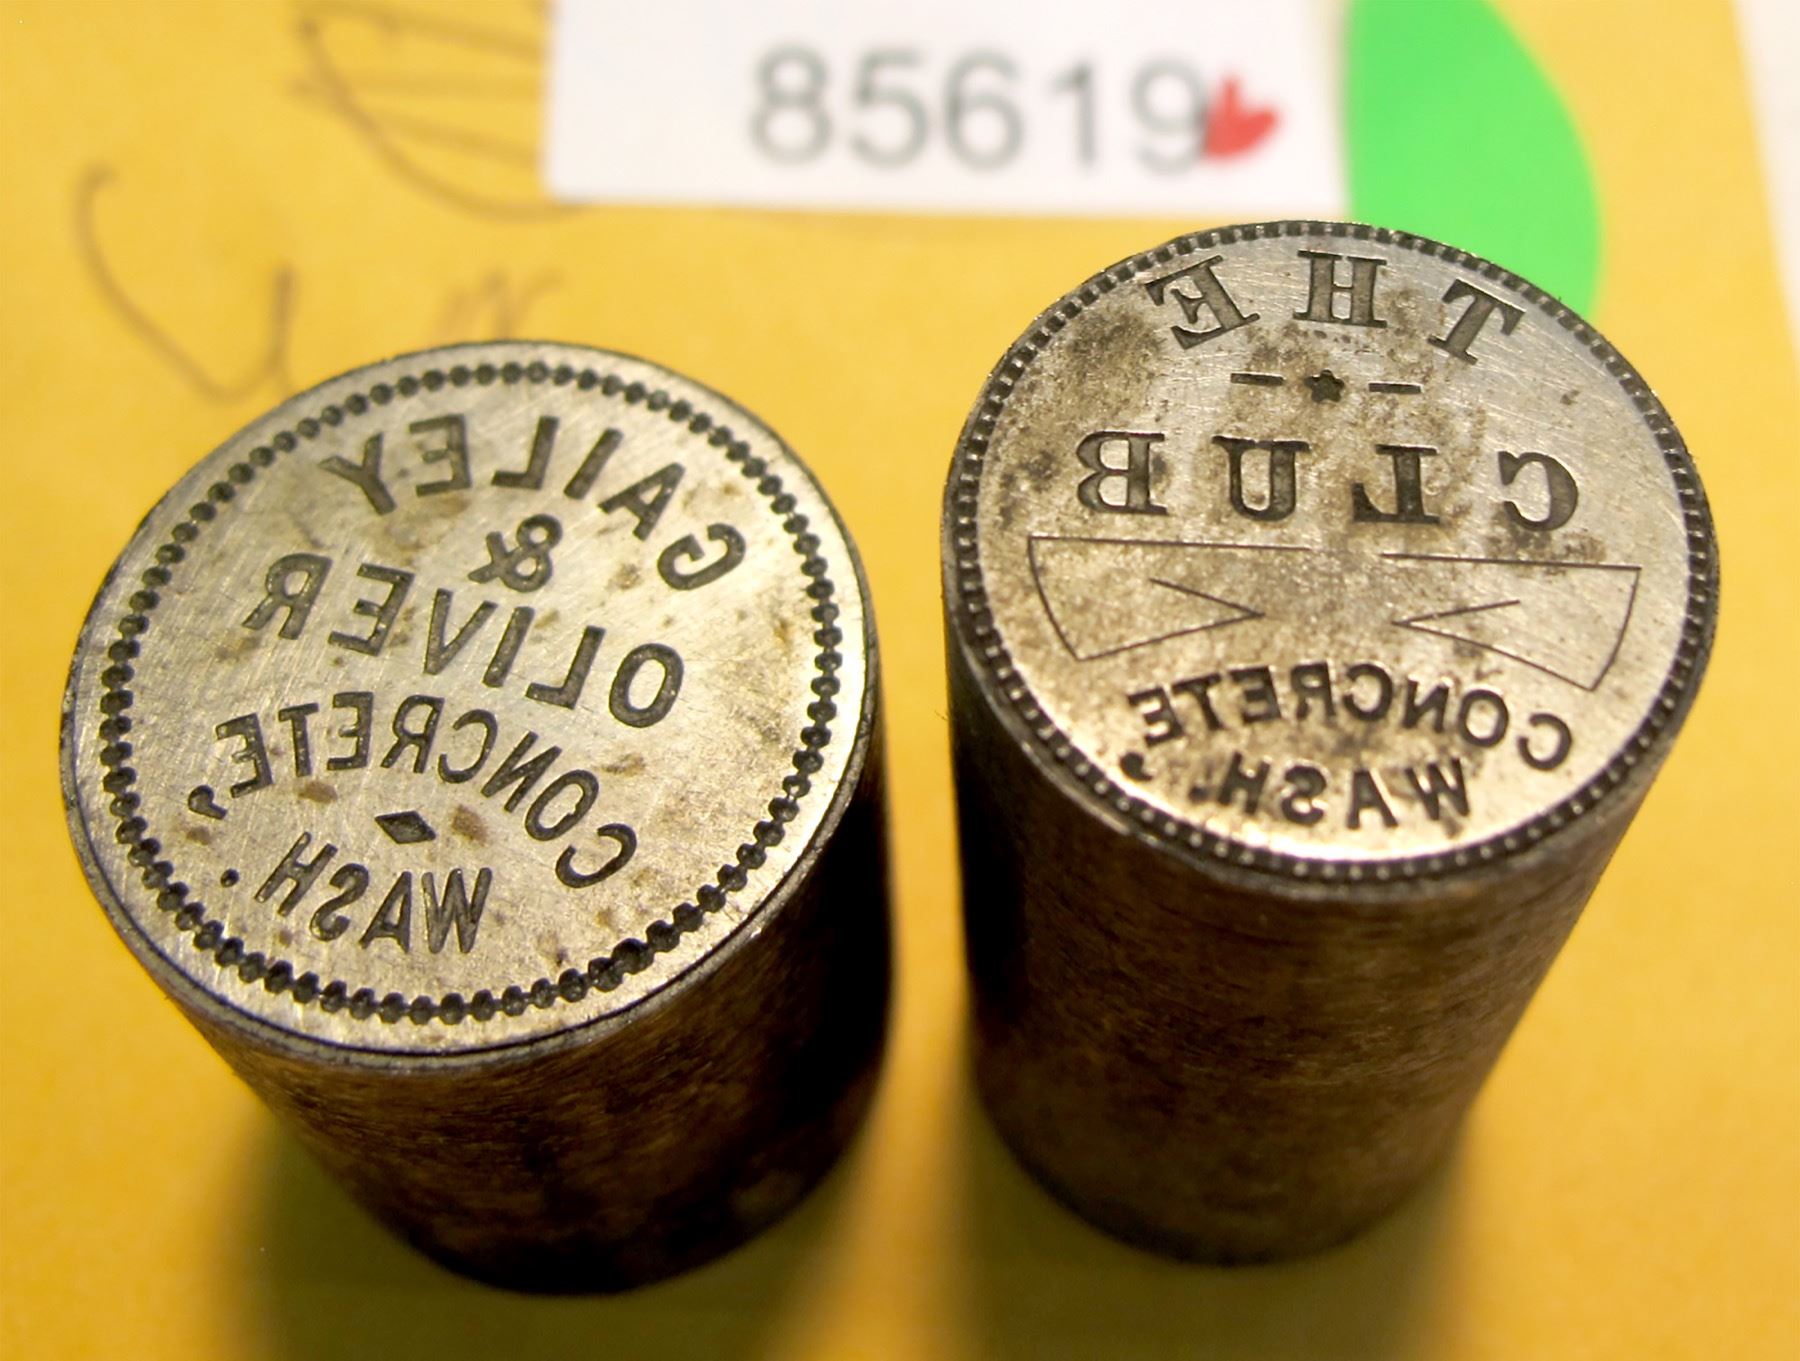 85619
GAILEY
&
OLIVER
CONCRETE,
WASH.
THE
CLUB
CONCRETE,
WASH.